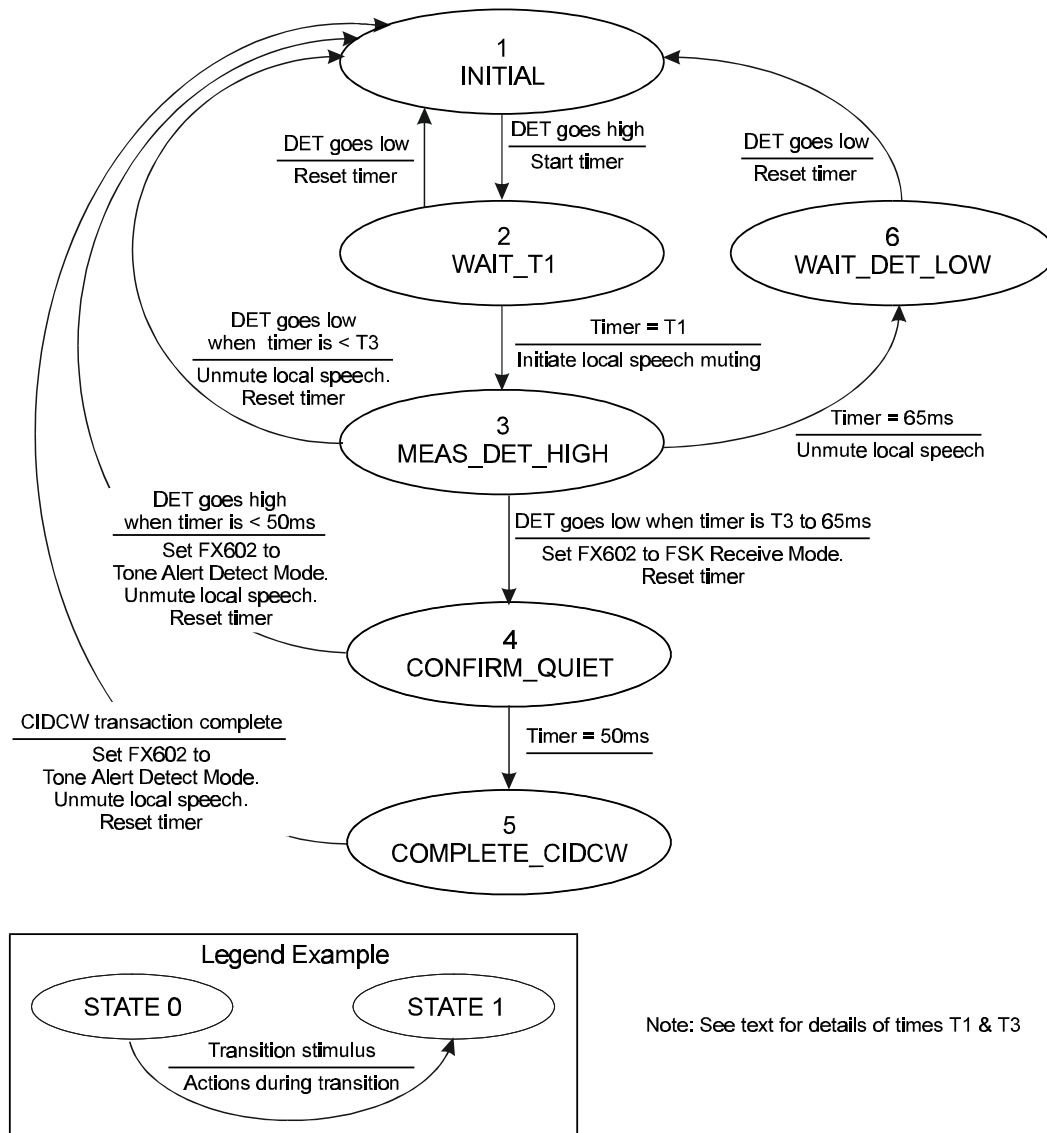 1
INITIAL
DET goes low
Reset timer
DET goes high
Start timer
DET goes low
Reset timer
2
WAIT_T1
6
WAIT_DET_LOW
DET goes low
when timer is < T3
Unmute local speech.
Reset timer
Timer = T1
Initiate local speech muting
3
MEAS_DET_HIGH
Timer = 65ms
Unmute local speech
DET goes high
when timer is < 50ms
Set FX602 to
Tone Alert Detect Mode.
Unmute local speech.
Reset timer
DET goes low when timer is T3 to 65ms
Set FX602 to FSK Receive Mode.
Reset timer
4
CONFIRM_QUIET
CIDCW transaction complete
Set FX602 to
Tone Alert Detect Mode.
Unmute local speech.
Reset timer
Timer = 50ms
5
COMPLETE_CIDCW
Legend Example
STATE 0
STATE 1
Transition stimulus
Actions during transition
Note: See text for details of times T1 & T3